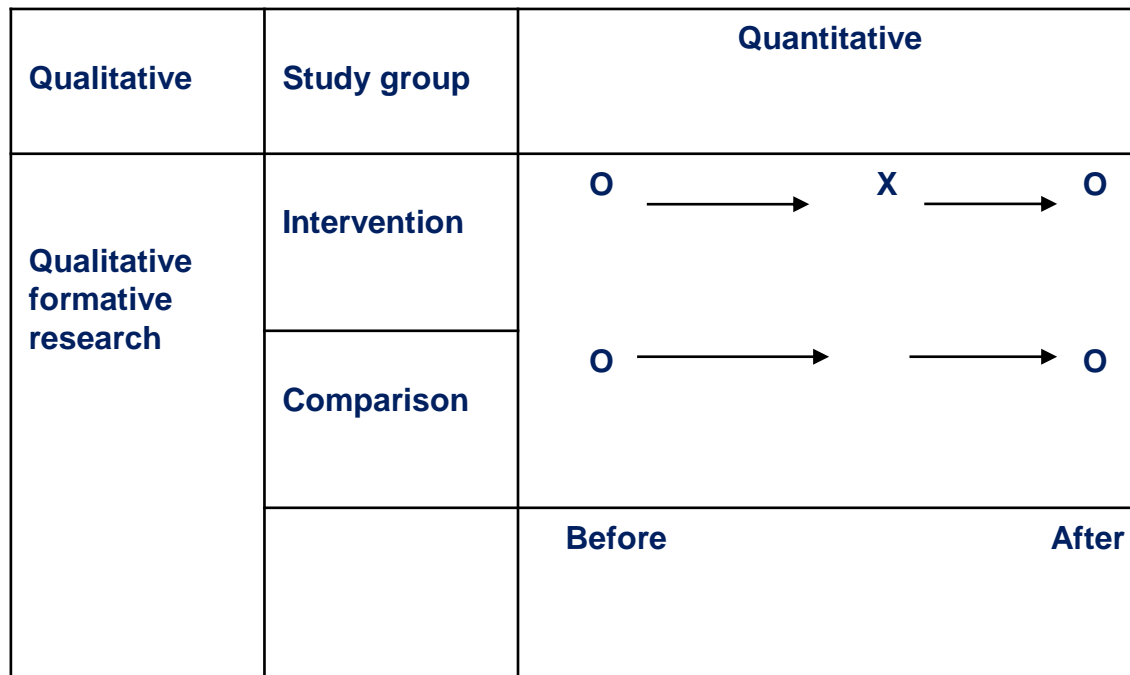 Qualitative
Study group
Quantitative
Qualitative
formative
research
Intervention
O X O
Comparison
O O
Before After